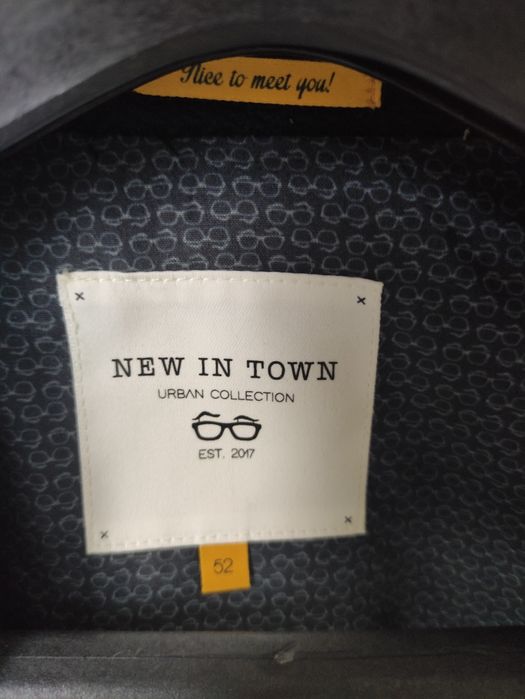 Nice to meet you!
NEW IN TOWN
URBAN COLLECTION
EST. 2017
52